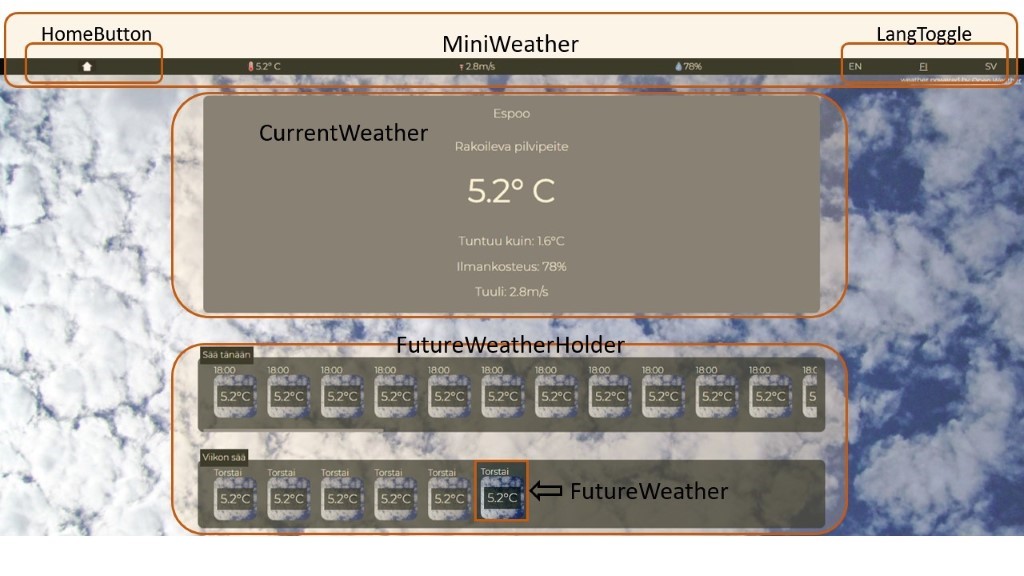 HomeButton
MiniWeather
LangToggle
5.2° C
2.8m/s
78%
EN
FI
SV
weather powered by Open Weather
CurrentWeather
Espoo
Rakoileva pilvipeite
5.2° C
Tuntuu kuin: 1.6°C
Ilmankosteus: 78%
Tuuli: 2.8m/s
FutureWeatherHolder
Sää tänään
18:00 18:00 18:00 18:00 18:00 18:00 18:00 18:00 18:00 18:00 18:00 18:0
5.2°C 5.2°C 5.2°C 5.2°C 5.2°C 5.2°C 5.2°C 5.2°C 5.2°C 5.2°C 5.2°C 5
Viikon sää
Torstai Torstai Torstai Torstai Torstai Torstai
5.2°C 5.2°C 5.2°C 5.2°C 5.2°C 5.2°C
FutureWeather